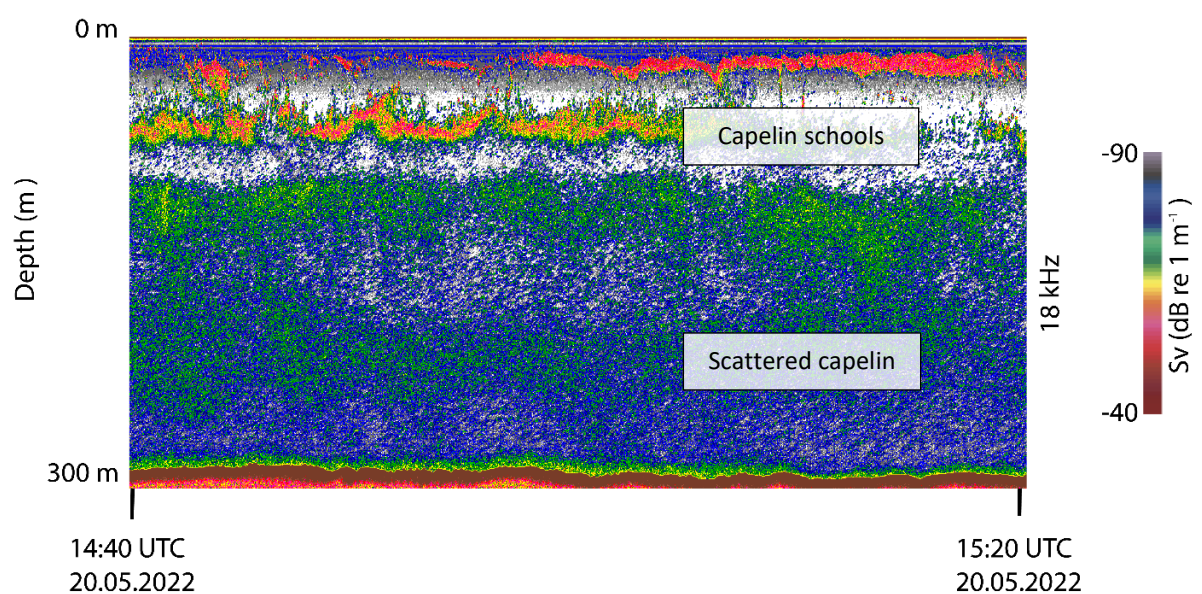 0 m
Capelin schools
-90
Depth (m )
18 kHz
Sv (dB re 1 m⁻¹ )
Scattered capelin
-40
300 m
14:40 UTC
20.05.2022
15:20 UTC
20.05.2022